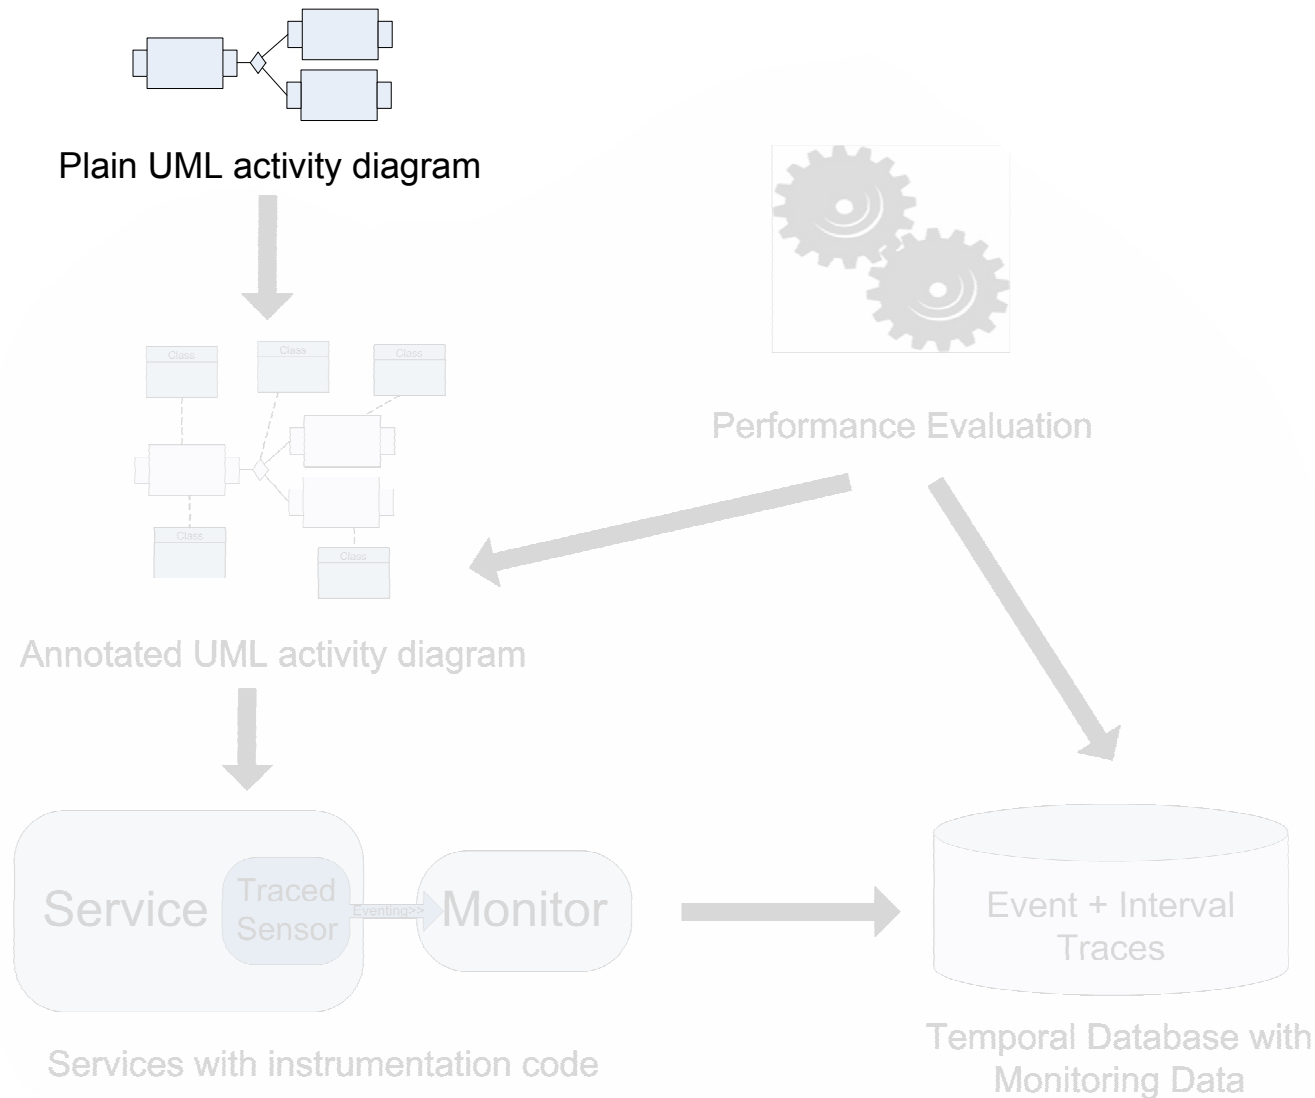 Plain UML activity diagram
Class
Class
Class
Performance Evaluation
Class
Class
Annotated UML activity diagram
Service
Traced
Sensor
Eventing>>
Monitor
Event + Interval
Traces
Services with instrumentation code
Temporal Database with
Monitoring Data